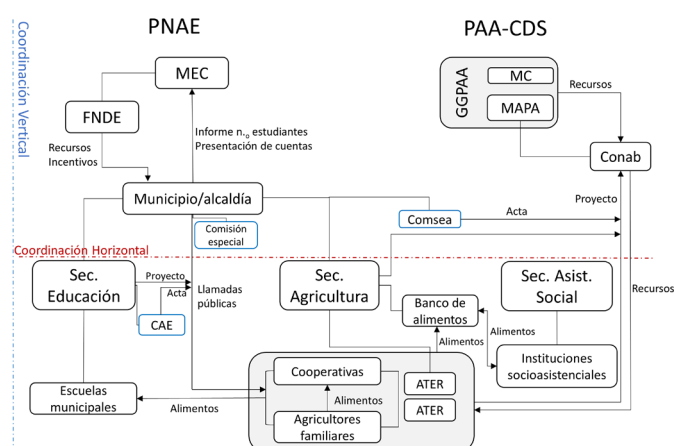 PNAE
PAA-CDS
Coordinación Vertical
MEC
GGPAA
MC
MAPA
Recursos
FNDE
Informe n.o estudiantes
Presentación de cuentas
Recursos
Incentivos
Conab
Municipio/alcaldía
Proyecto
Comsea
Acta
Comisión
especial
Coordinación Horizontal
Sec.
Educación
Proyecto
Acta
CAE
Llamadas
públicas
Sec.
Agricultura
Sec. Asist.
Social
Recursos
Banco de
alimentos
Alimentos
Alimentos
Instituciones
socioasistenciales
Cooperativas
ATER
Alimentos
ATER
Escuelas
municipales
Alimentos
Agricultores
familiares